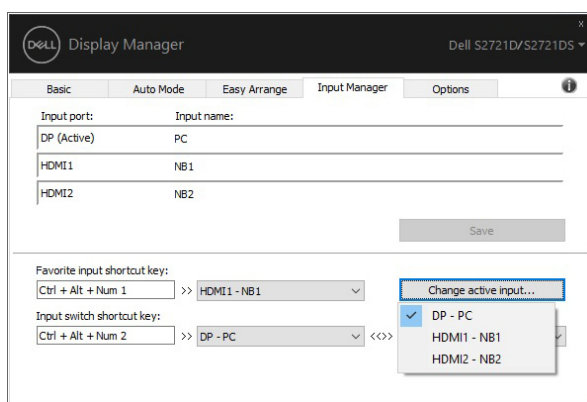 DELL Display Manager Dell S2721D/S2721DS
Basic Auto Mode Easy Arrange Input Manager Options
Input port: Input name:
DP (Active) PC
HDMI1 NB1
HDMI2 NB2
Save
Favorite input shortcut key:
Ctrl + Alt + Num 1 >> HDMI1 - NB1 Change active input...
Input switch shortcut key:
Ctrl + Alt + Num 2 >> DP - PC <<>>
DP - PC
HDMI1 - NB1
HDMI2 - NB2